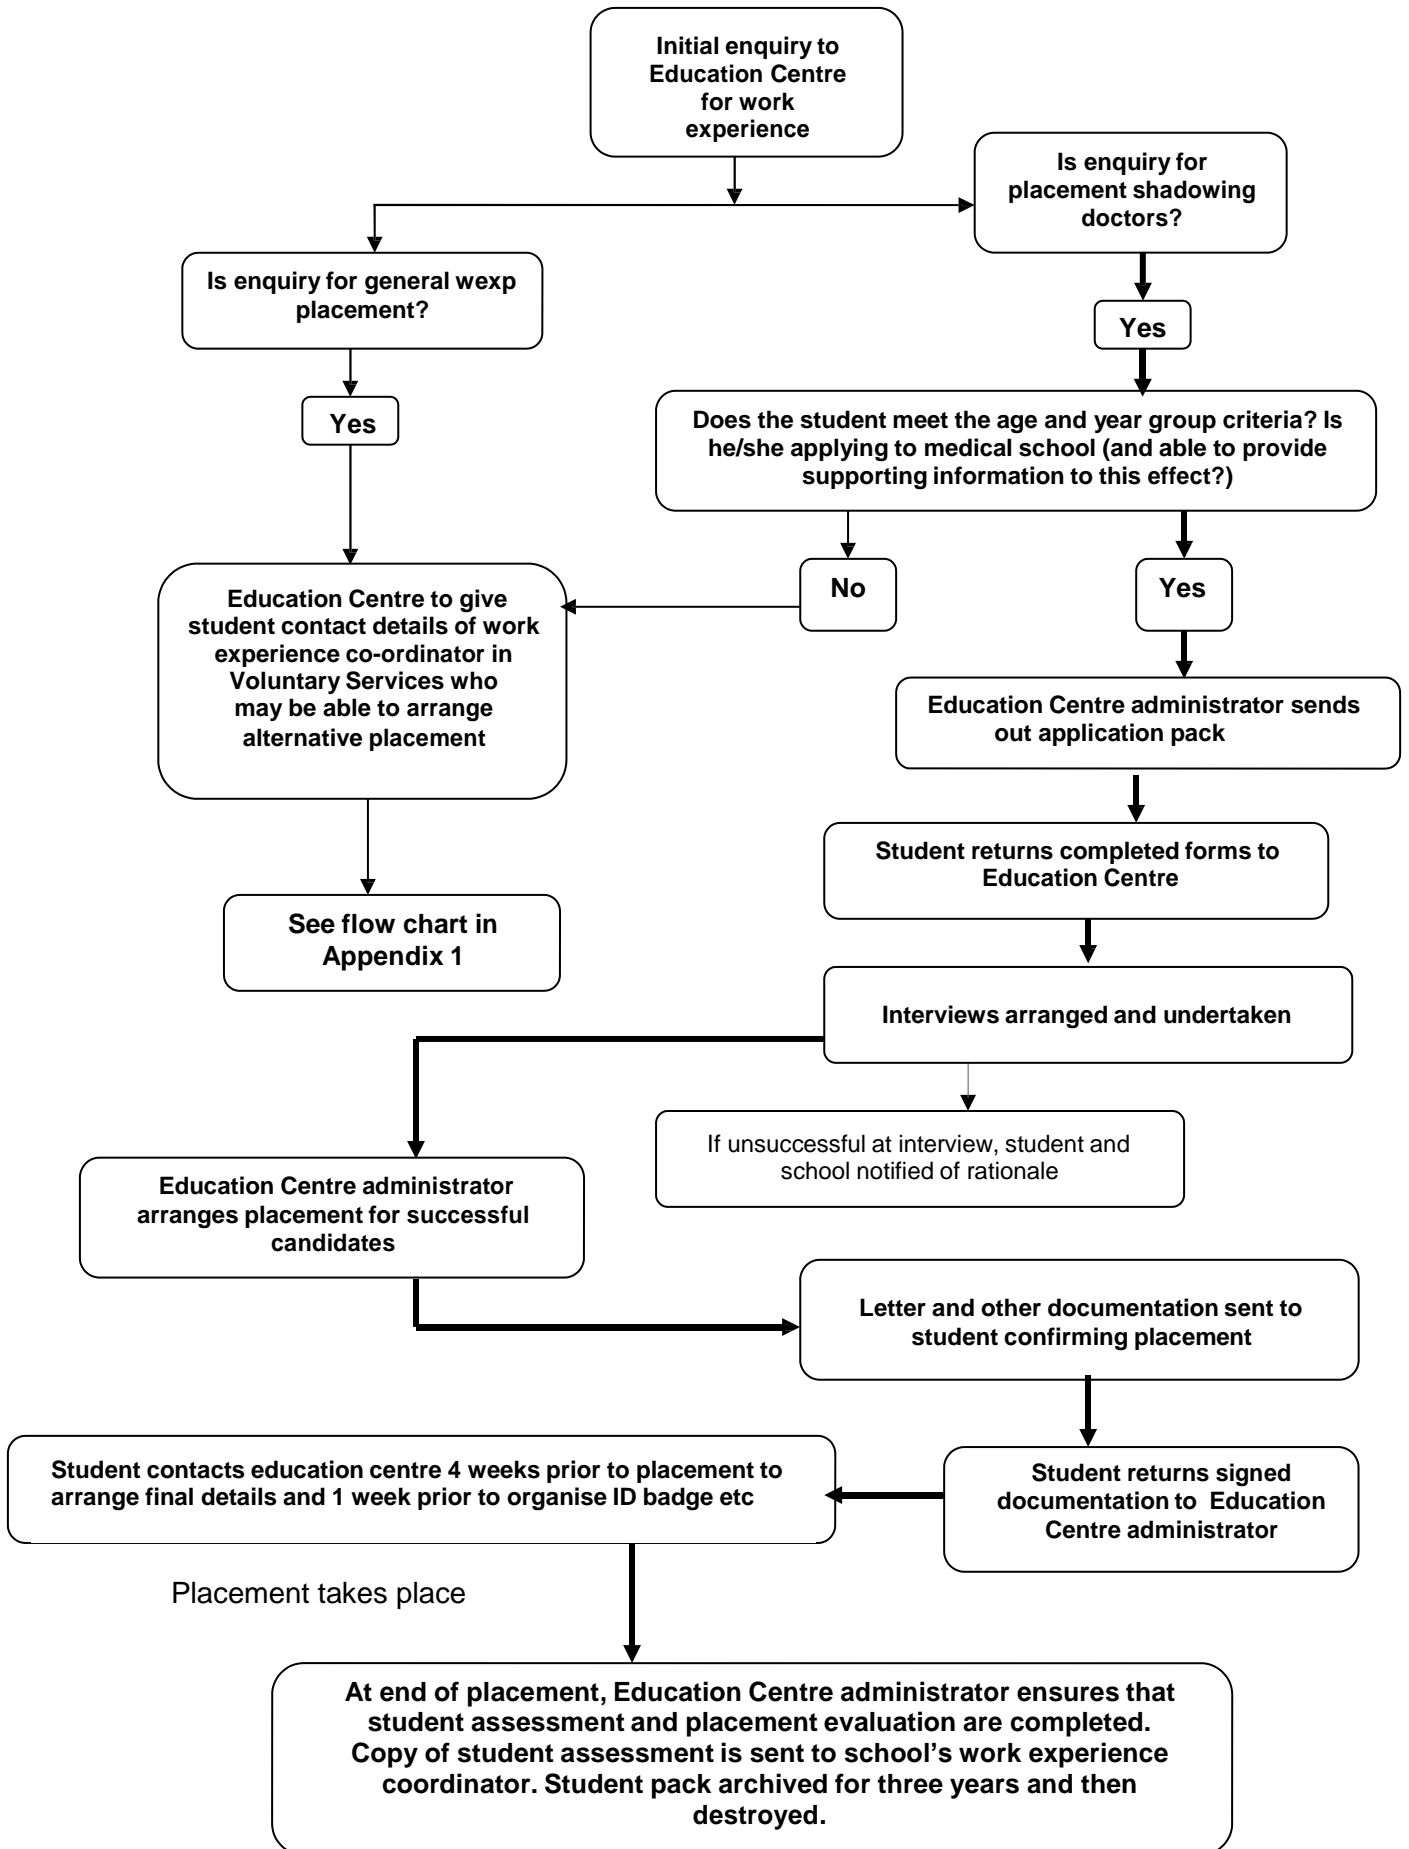 Initial enquiry to
Education Centre
for work
experience
Is enquiry for
placement shadowing
doctors?
Is enquiry for general wexp
placement?
Yes
Yes
Does the student meet the age and year group criteria? Is
he/she applying to medical school (and able to provide
supporting information to this effect?)
No
Yes
Education Centre to give
student contact details of work
experience co-ordinator in
Voluntary Services who
may be able to arrange
alternative placement
Education Centre administrator sends
out application pack
Student returns completed forms to
Education Centre
See flow chart in
Appendix 1
Interviews arranged and undertaken
If unsuccessful at interview, student and
school notified of rationale
Education Centre administrator
arranges placement for successful
candidates
Letter and other documentation sent to
student confirming placement
Student returns signed
documentation to Education
Centre administrator
Student contacts education centre 4 weeks prior to placement to
arrange final details and 1 week prior to organise ID badge etc
Placement takes place
At end of placement, Education Centre administrator ensures that
student assessment and placement evaluation are completed.
Copy of student assessment is sent to school’s work experience
coordinator. Student pack archived for three years and then
destroyed.